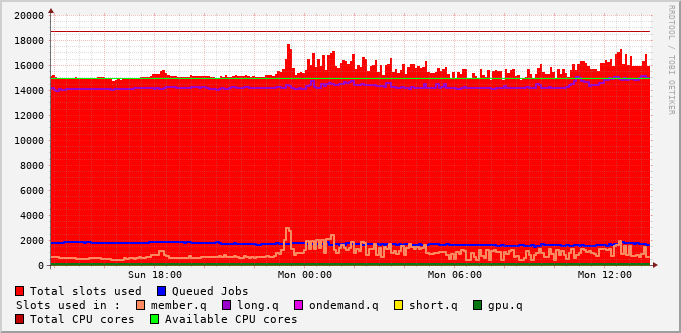 20000
18000
16000
14000
12000
10000
8000
6000
4000
2000
0
Sun 18:00 Mon 00:00 Mon 06:00 Mon 12:00
Total slots used Queued Jobs
Slots used in : member.q long.q ondemand.q short.q gpu.q
Total CPU cores Available CPU cores
RRDTOOL / TOBI OETIKER